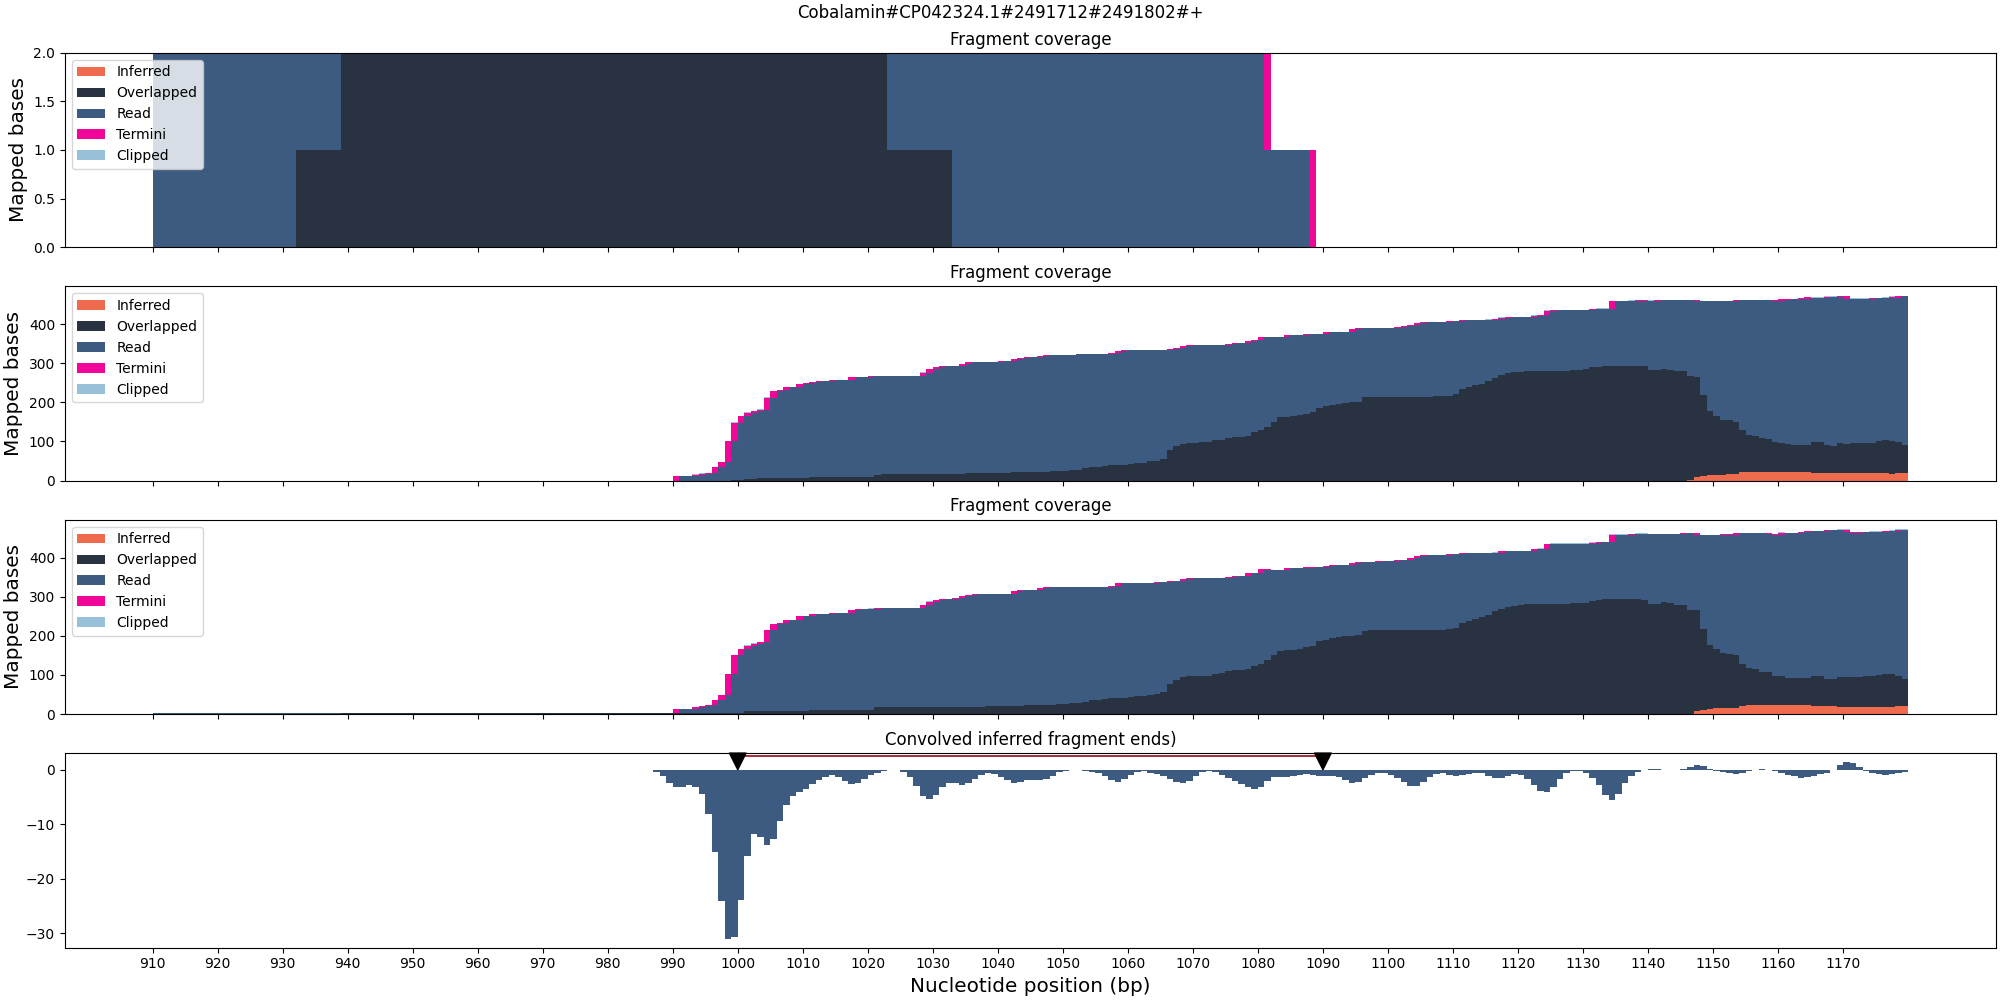 Cobalamin#CP042324.1#2491712#2491802#+
Fragment coverage
Mapped bases
2.0
1.5
1.0
0.5
0.0
Inferred
Overlapped
Read
Termini
Clipped
Fragment coverage
Mapped bases
400
300
200
100
0
Inferred
Overlapped
Read
Termini
Clipped
Fragment coverage
Mapped bases
400
300
200
100
0
Inferred
Overlapped
Read
Termini
Clipped
Convolved inferred fragment ends)
0
−10
−20
−30
910 920 930 940 950 960 970 980 990 1000 1010 1020 1030 1040 1050 1060 1070 1080 1090 1100 1110 1120 1130 1140 1150 1160 1170
Nucleotide position (bp)